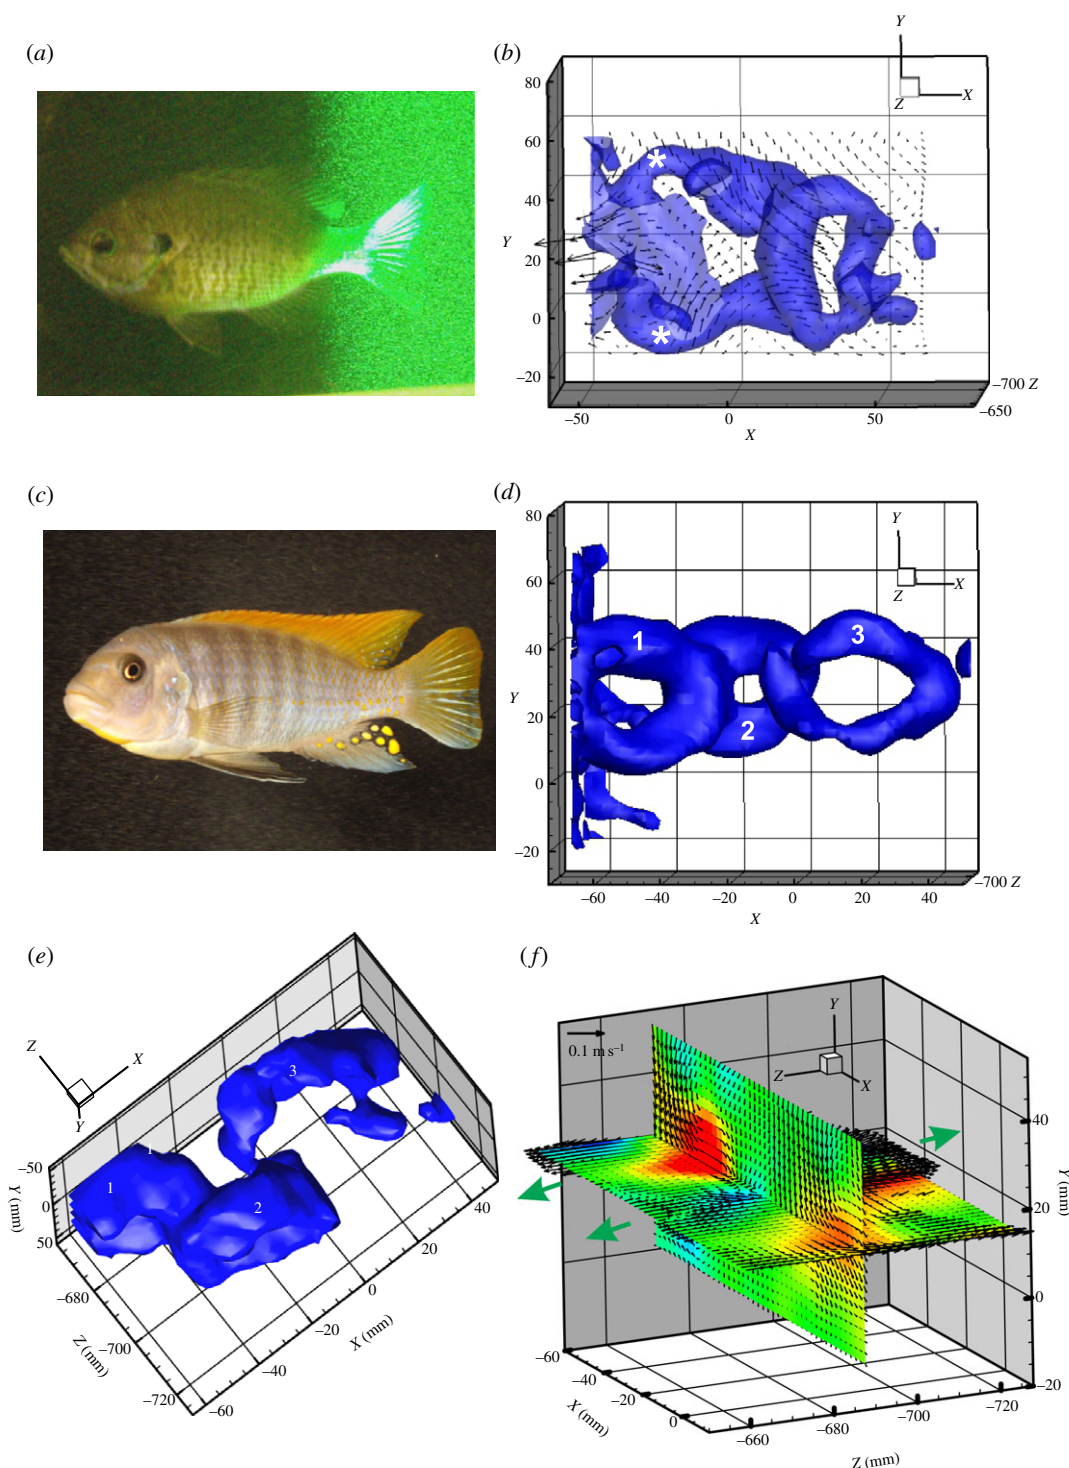 (a)
(b)
Y
X
Z
80
60
40
Y
20
0
–20
–50
0
50
X
–700 Z
–650
*
*
(c)
(d)
Y
X
Z
80
60
40
Y
20
0
–20
–60
–40
–20
0
20
40
X
–700 Z
1
2
3
(e)
Z
X
Y
–50
0
50
Y (mm)
–680
–700
–720
Z (mm)
–60
–40
–20
0
20
40
X (mm)
1
1
2
3
(f)
0.1 m s⁻¹
Y
Z
X
40
20
0
–20
Y (mm)
–60
–40
–20
0
X (mm)
–660
–680
–700
–720
Z (mm)